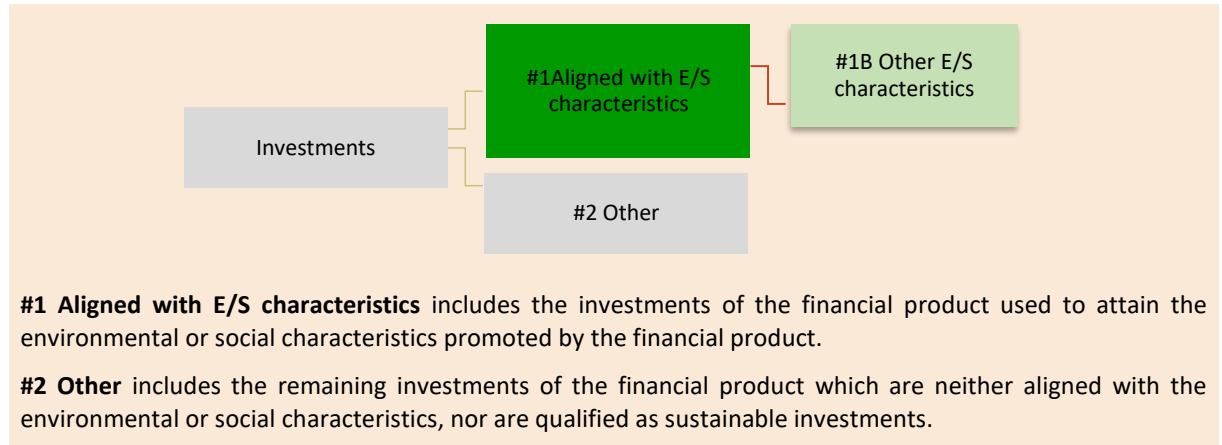 #1Aligned with E/S
characteristics
#1B Other E/S
characteristics
Investments
#2 Other
#1 Aligned with E/S characteristics includes the investments of the financial product used to attain the
environmental or social characteristics promoted by the financial product.
#2 Other includes the remaining investments of the financial product which are neither aligned with the
environmental or social characteristics, nor are qualified as sustainable investments.